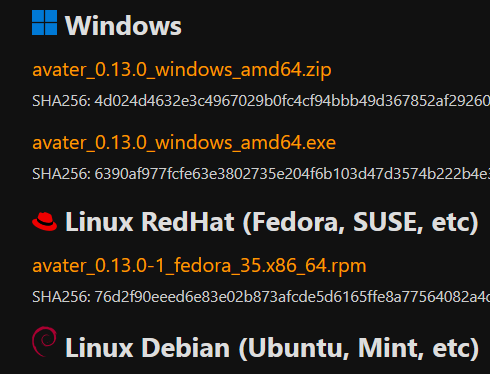 Windows
avater_0.13.0_windows_amd64.zip
SHA256: 4d024d4632e3c4967029b0fc4cf94bbb49d367852af29260
avater_0.13.0_windows_amd64.exe
SHA256: 6390af977fcfe63e3802735e204f6b103d47d3574b222b4e3
Linux RedHat (Fedora, SUSE, etc)
avater_0.13.0-1_fedora_35.x86_64.rpm
SHA256: 76d2f90eeed6e83e02b873afcde5d6165ffe8a77564082a4c
Linux Debian (Ubuntu, Mint, etc)